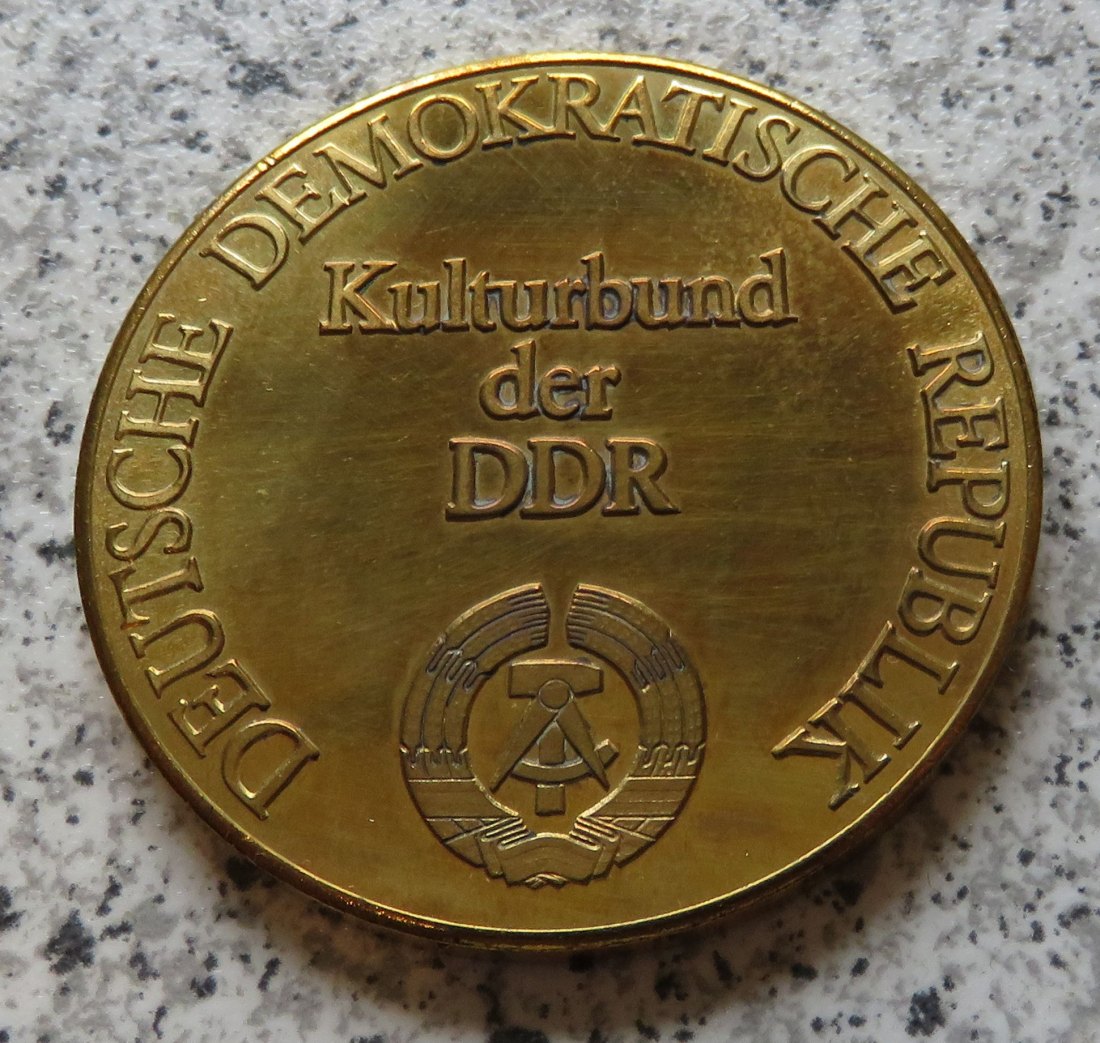 DEUTSCHE DEMOKRATISCHE REPUBLIK
Kulturbund
der
DDR